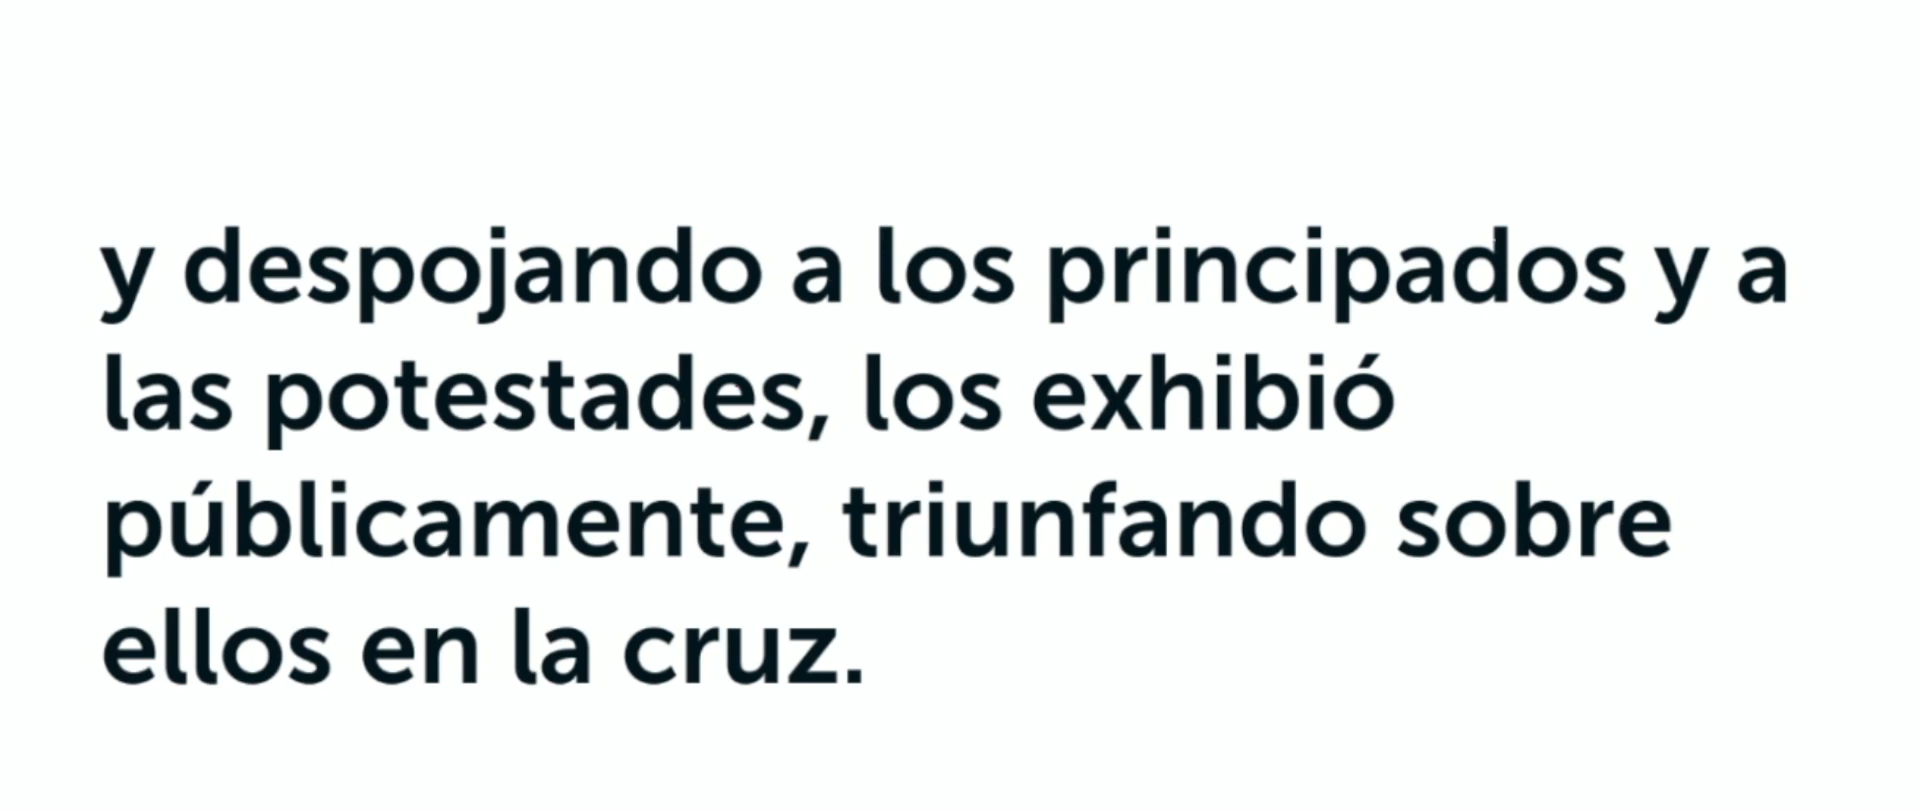 y despojando a los principados y a
las potestades, los exhibió
públicamente, triunfando sobre
ellos en la cruz.